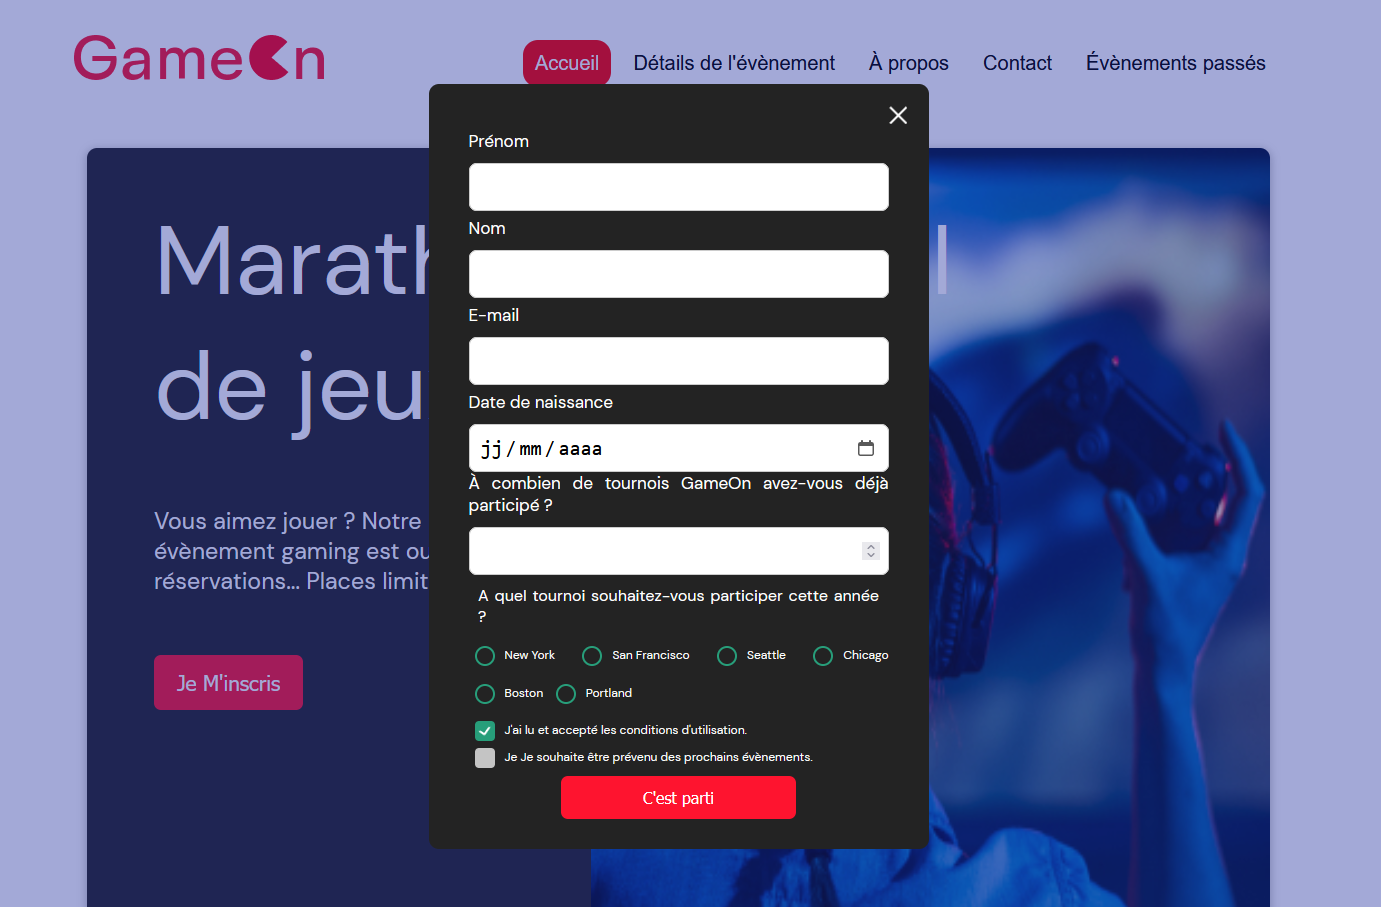 GameOn
Accueil
Détails de l'évènement
À propos
Contact
Évènements passés
Marath
l
de jeu
Vous aimez jouer ? Notre
évènement gaming est ou
réservations... Places limit
Je M'inscris
Prénom
Nom
E-mail
Date de naissance
jj/mm/aaaa
À combien de tournois GameOn avez-vous déjà
participé ?
A quel tournoi souhaitez-vous participer cette année
?
New York
San Francisco
Seattle
Chicago
Boston
Portland
J'ai lu et accepté les conditions d'utilisation.
Je Je souhaite être prévenu des prochains évènements.
C'est parti